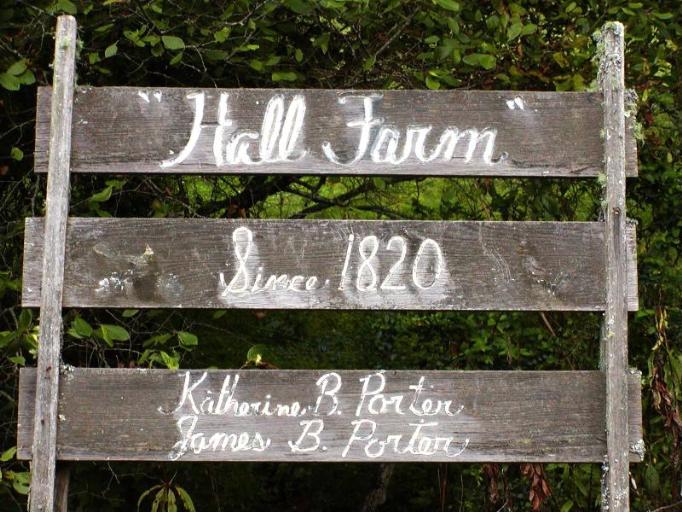 "Hall Farm"
Since 1820
Katherine B. Porter
James B. Porter